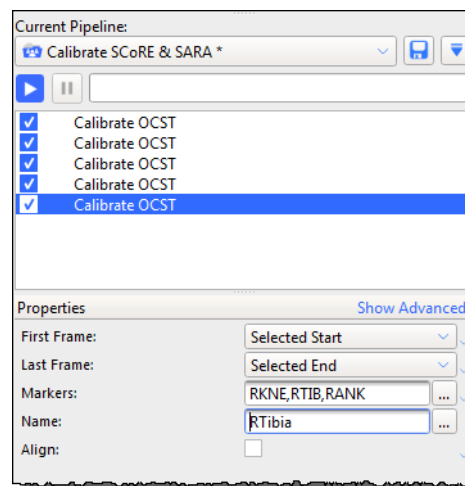 Current Pipeline:
Calibrate SCoRE & SARA *
Calibrate OCST
Calibrate OCST
Calibrate OCST
Calibrate OCST
Calibrate OCST
Properties Show Advanced
First Frame: Selected Start
Last Frame: Selected End
Markers: RKNE,RTIB,RANK ...
Name: RTibia ...
Align: